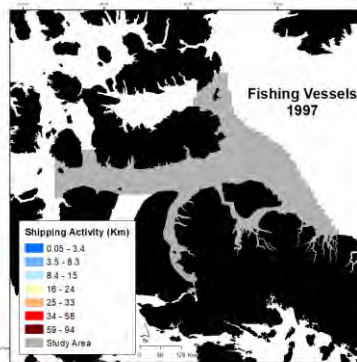 Fishing Vessels
1997
Shipping Activity (Km)
0.05 - 3.4
3.5 - 8.3
8.4 - 15
16 - 24
25 - 33
34 - 58
59 - 94
Study Area
N
0
60
120 Km